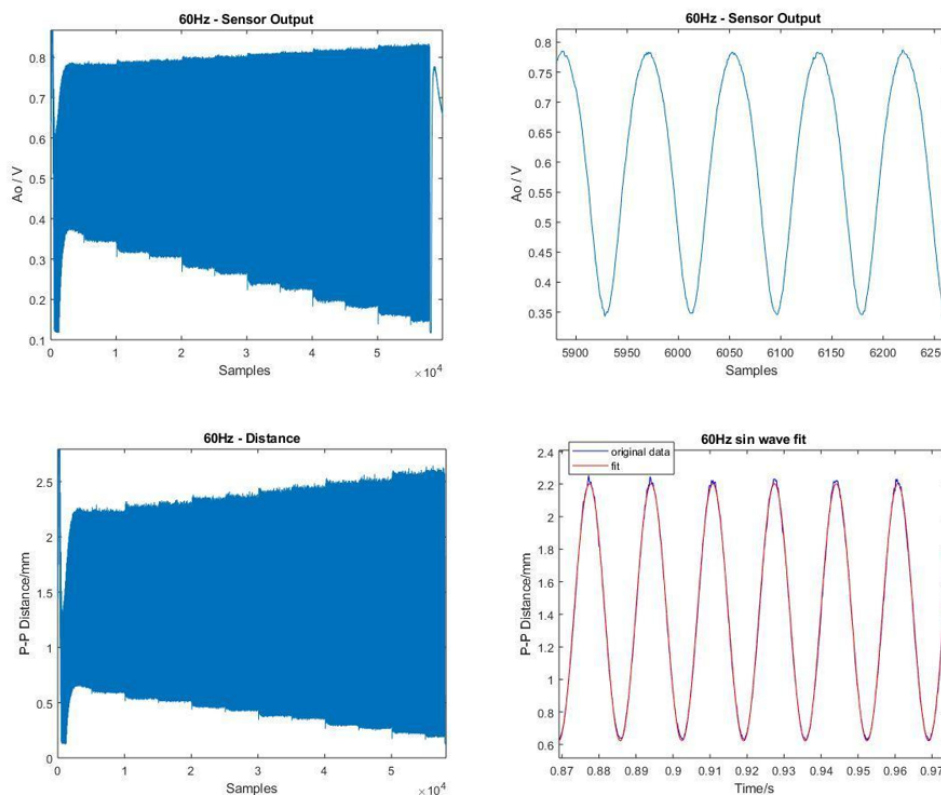 60Hz - Sensor Output
0.8
0.7
0.6
0.5
0.4
0.3
0.2
0.1
Ao / V
0 1 2 3 4 5
Samples
× 10⁴
60Hz - Sensor Output
0.8
0.75
0.7
0.65
0.6
0.55
0.5
0.45
0.4
0.35
Ao / V
5900 5950 6000 6050 6100 6150 6200 6250
Samples
60Hz - Distance
2.5
2
1.5
1
0.5
0
P-P Distance/mm
0 1 2 3 4 5
Samples
× 10⁴
60Hz sin wave fit
original data
fit
2.4
2.2
2
1.8
1.6
1.4
1.2
1
0.8
0.6
P-P Distance/mm
0.87 0.88 0.89 0.9 0.91 0.92 0.93 0.94 0.95 0.96 0.97
Time/s